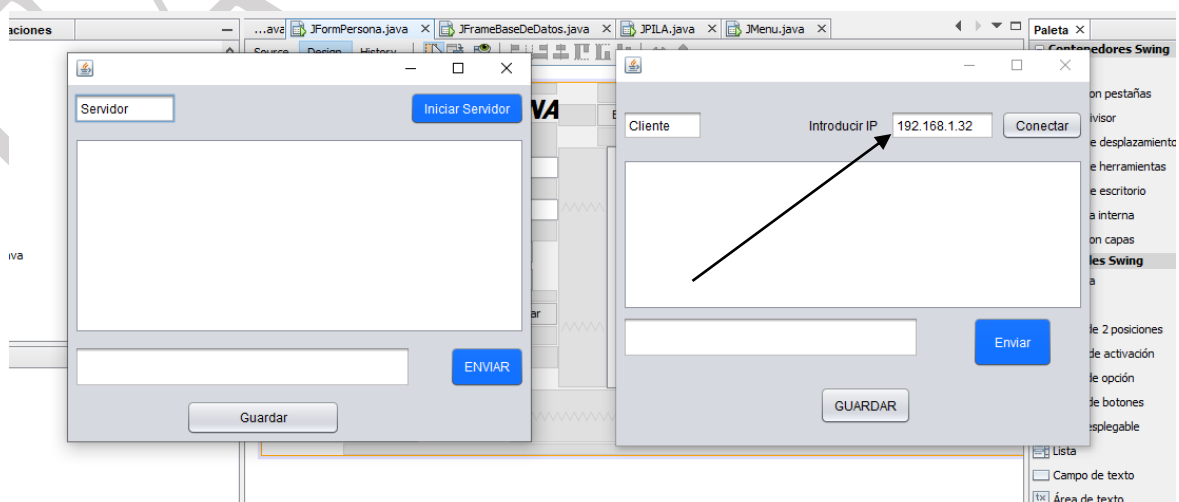 aciones
...ava JFormPersona.java JFrameBaseDeDatos.java JPILA.java JMenu.java
Paleta
Source Design History
Contenedores Swing
Servidor
Iniciar Servidor
NA
Cliente
Introducir IP
192.168.1.32
Conectar
on pestañas
ivisor
e desplazamiento
e herramientas
e escritorio
a interna
on capas
les Swing
a
de 2 posiciones
de activación
de opción
de botones
esplegable
Lista
Campo de texto
Área de texto
ava
ar
ENVIAR
Guardar
Enviar
GUARDAR